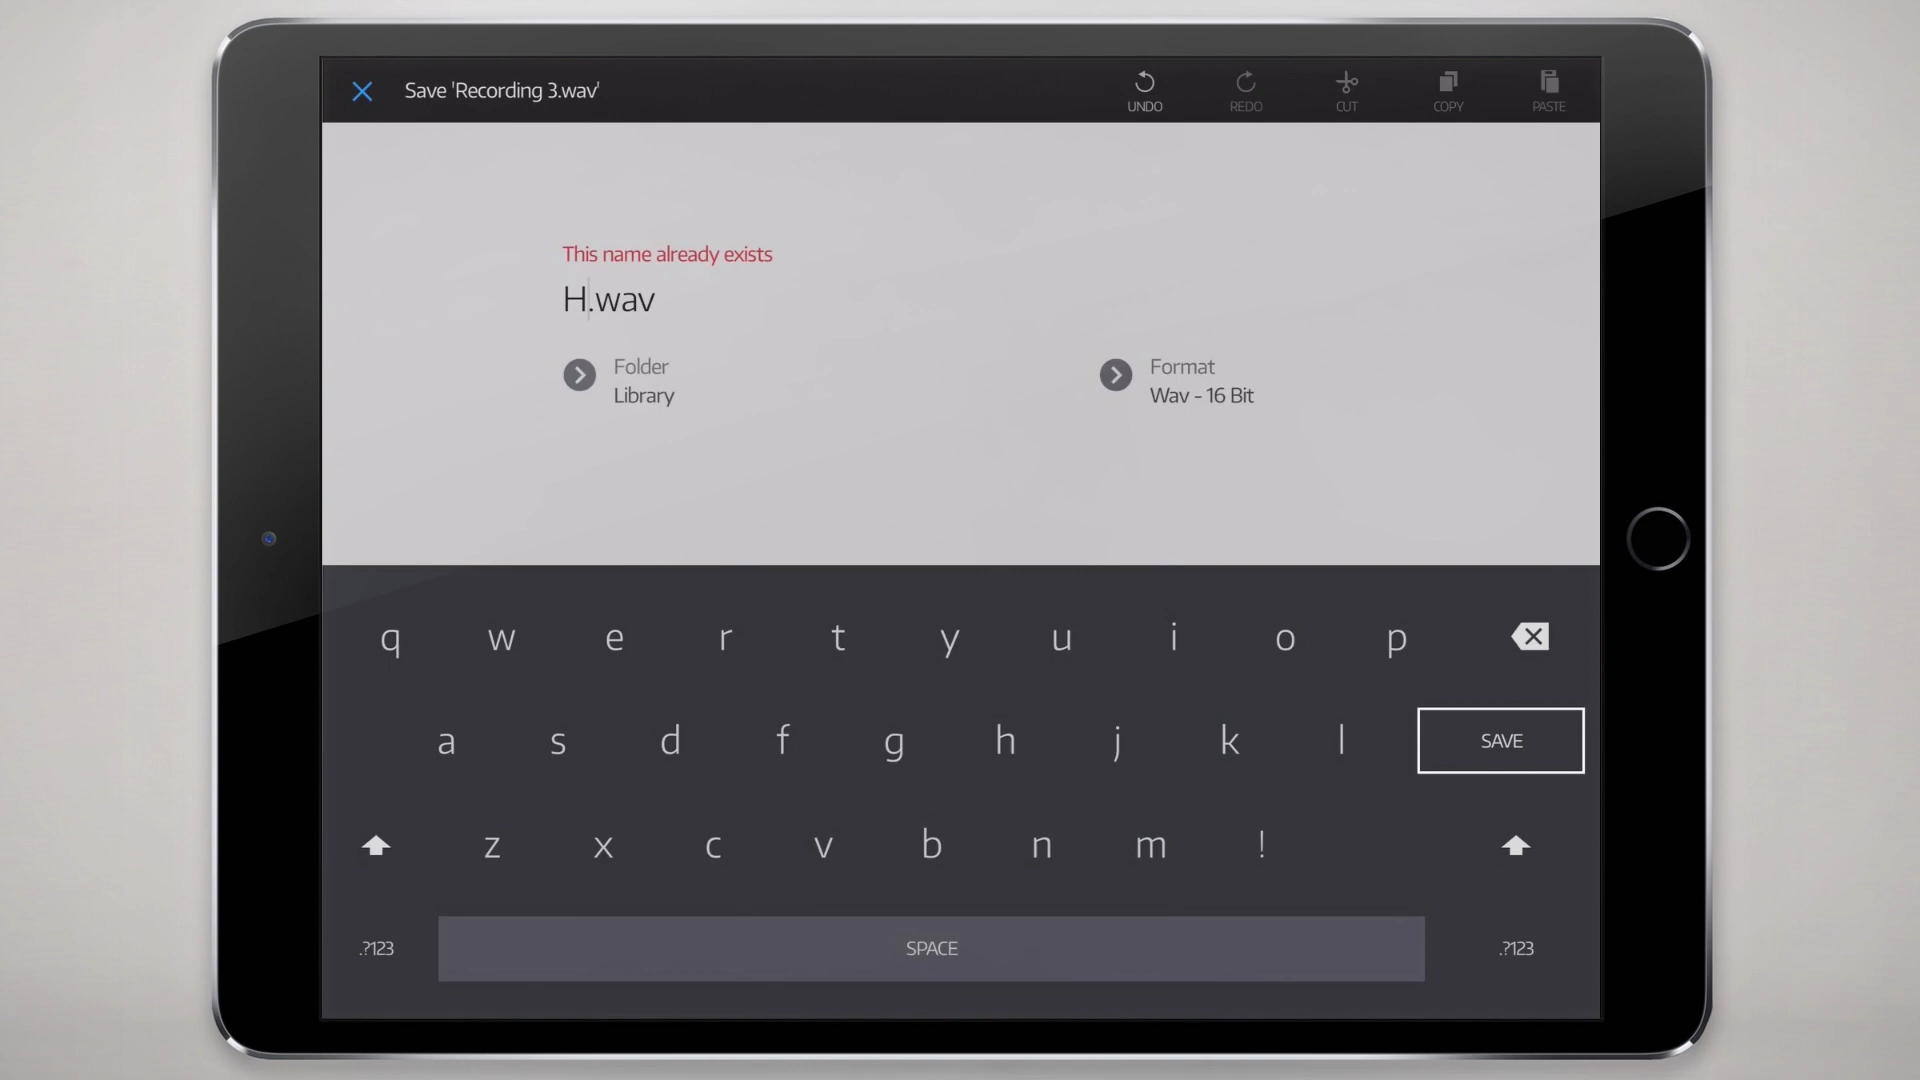 Save 'Recording 3.wav'
UNDO
REDO
CUT
COPY
PASTE
This name already exists
H.wav
Folder
Library
Format
Wav - 16 Bit
q w e r t y u i o p
a s d f g h j k l SAVE
z x c v b n m !
.?123 SPACE .?123